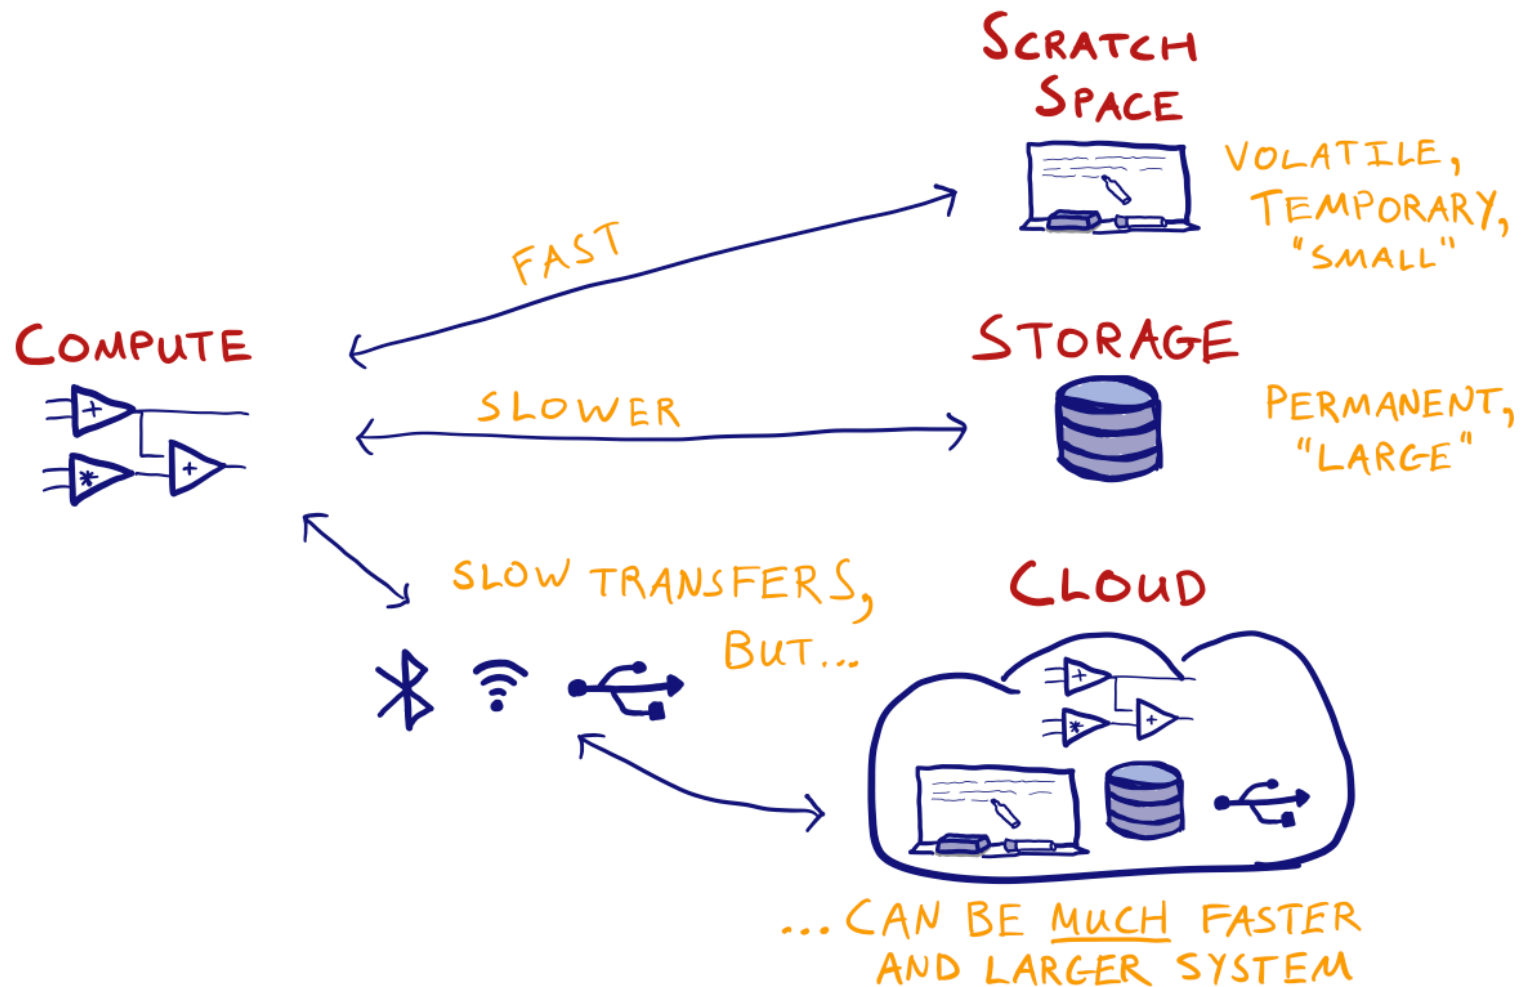 SCRATCH
SPACE
VOLATILE,
TEMPORARY,
"SMALL"
FAST
COMPUTE
+
*
+
SLOWER
STORAGE
PERMANENT,
"LARGE"
SLOW TRANSFERS,
BUT...
CLOUD
+
*
+
...CAN BE MUCH FASTER
AND LARGER SYSTEM